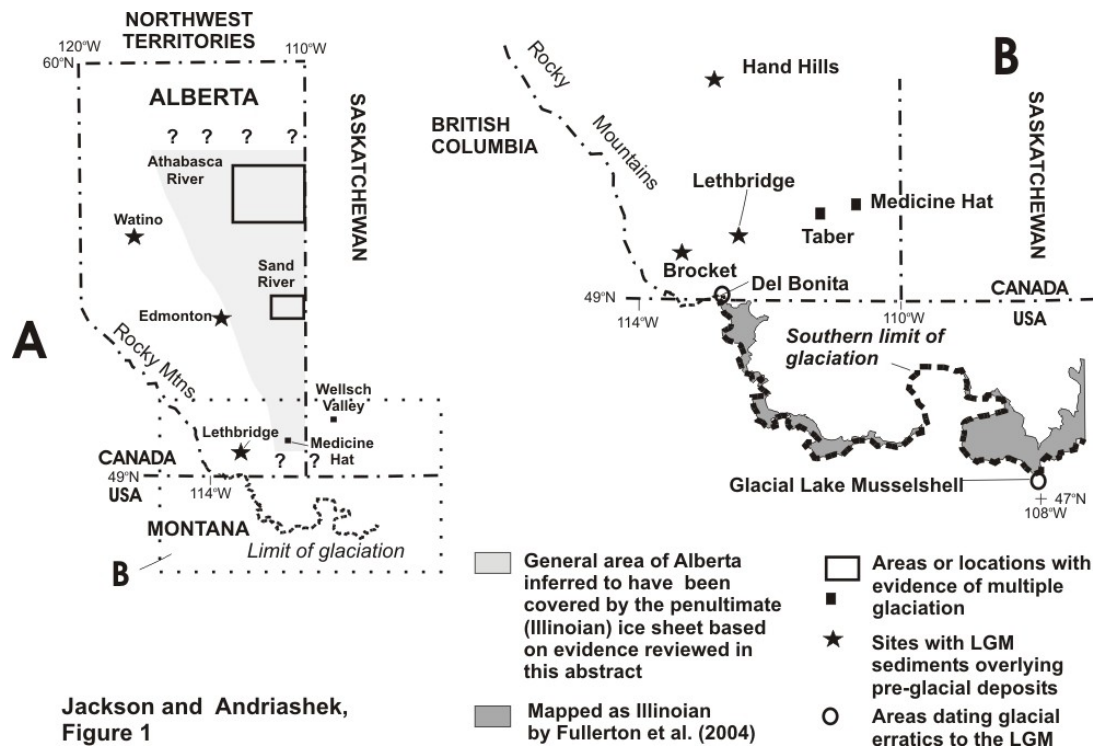 NORTHWEST
TERRITORIES
120°W
110°W
60°N
ALBERTA
? ? ? ?
Athabasca
River
SASKATCHEWAN
Watino
Sand
River
Edmonton
A
Rocky Mtns.
Wellsch
Valley
Lethbridge
Medicine
Hat
? ?
CANADA
49°N
USA
114°W
MONTANA
Limit of glaciation
B
B
Rocky
Mountains
Hand Hills
BRITISH
COLUMBIA
SASKATCHEWAN
Lethbridge
Medicine Hat
Taber
Brocket
Del Bonita
49°N
CANADA
USA
114°W
110°W
Southern limit of
glaciation
Glacial Lake Musselshell
47°N
108°W
General area of Alberta
inferred to have been
covered by the penultimate
(Illinoian) ice sheet based
on evidence reviewed in
this abstract
Mapped as Illinoian
by Fullerton et al. (2004)
Areas or locations with
evidence of multiple
glaciation
Sites with LGM
sediments overlying
pre-glacial deposits
Areas dating glacial
erratics to the LGM
Jackson and Andriashek,
Figure 1